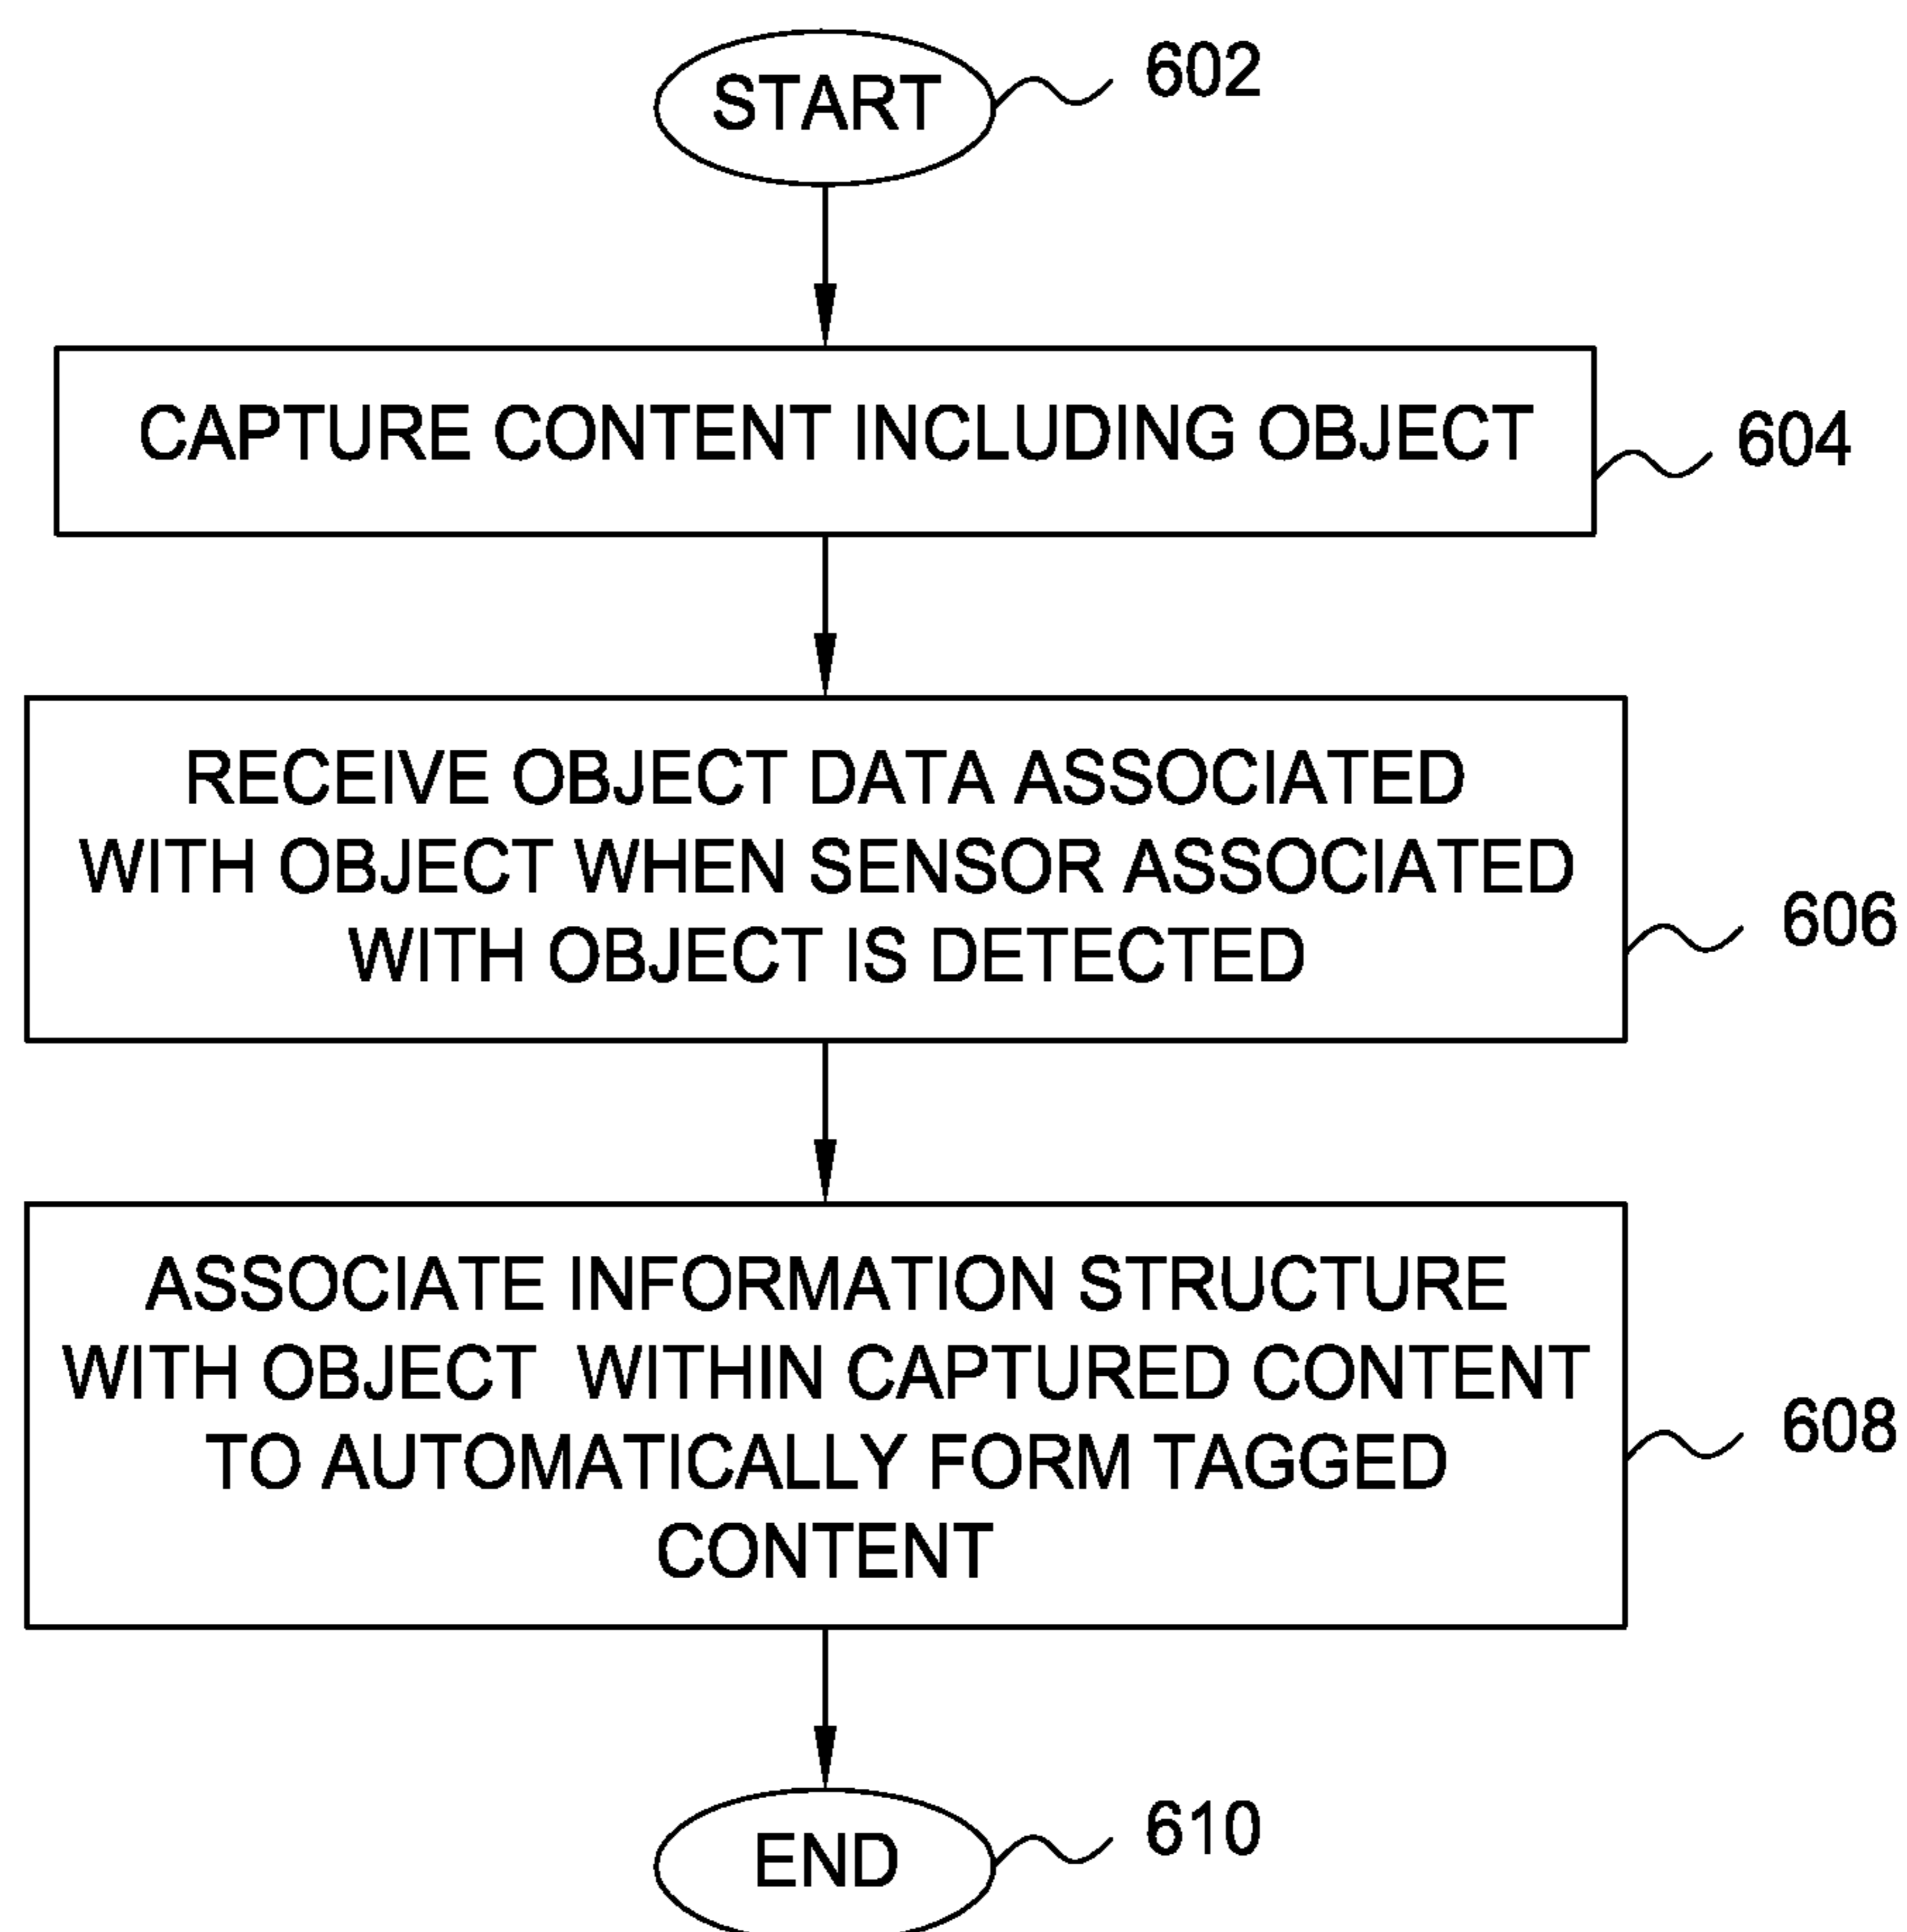 START
602
CAPTURE CONTENT INCLUDING OBJECT
604
RECEIVE OBJECT DATA ASSOCIATED
WITH OBJECT WHEN SENSOR ASSOCIATED
WITH OBJECT IS DETECTED
606
ASSOCIATE INFORMATION STRUCTURE
WITH OBJECT WITHIN CAPTURED CONTENT
TO AUTOMATICALLY FORM TAGGED
CONTENT
608
END
610